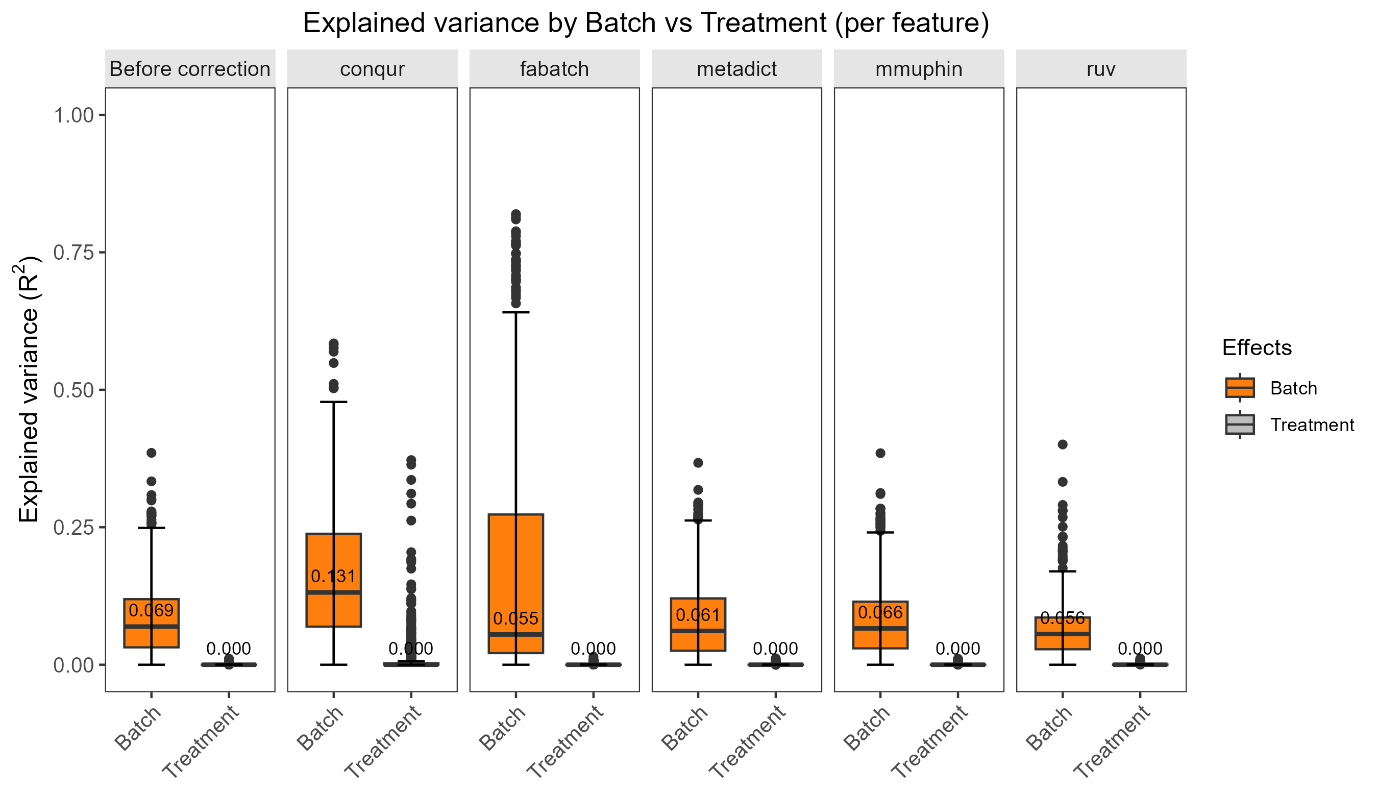 Explained variance by Batch vs Treatment (per feature)
Before correction
conqur
fabatch
metadict
mmuphin
ruv
Explained variance (R²)
1.00
0.75
0.50
0.25
0.00
0.069
0.000
0.131
0.000
0.055
0.000
0.061
0.000
0.066
0.000
0.056
0.000
Batch
Treatment
Batch
Treatment
Batch
Treatment
Batch
Treatment
Batch
Treatment
Batch
Treatment
Effects
Batch
Treatment